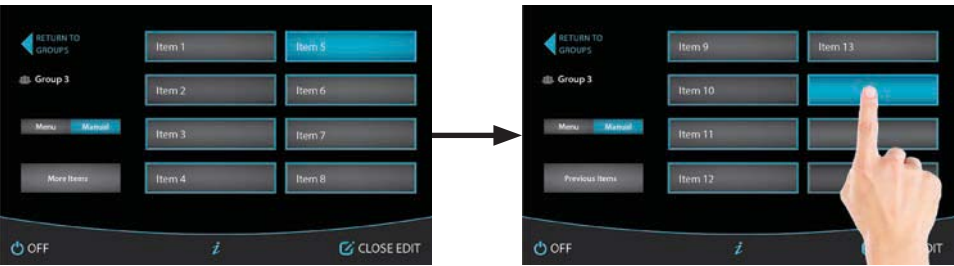 RETURN TO
GROUPS
Group 3
Menu Manual
More Items
Item 1
Item 2
Item 3
Item 4
Item 5
Item 6
Item 7
Item 8
OFF
i
CLOSE EDIT
RETURN TO
GROUPS
Group 3
Menu Manual
Previous Items
Item 9
Item 10
Item 11
Item 12
Item 13
OFF
i